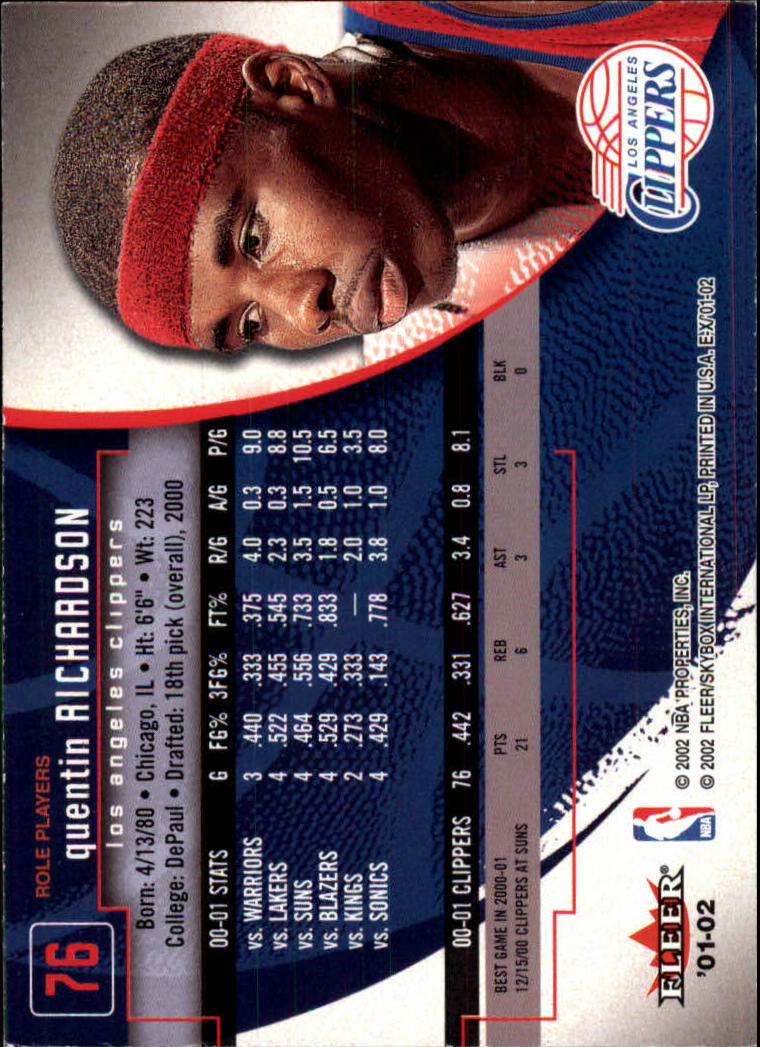 76
ROLE PLAYERS
quentin RICHARDSON
los angeles clippers
Born: 4/13/80 • Chicago, IL • Ht: 6'6" • Wt: 223
College: DePaul • Drafted: 18th pick (overall), 2000
00-01 STATS G FG% 3FG% FT% R/G A/G P/G
vs. WARRIORS 3 .440 .333 .375 4.0 0.3 9.0
vs. LAKERS 4 .522 .455 .545 2.3 0.3 8.8
vs. SUNS 4 .464 .556 .733 3.5 1.5 10.5
vs. BLAZERS 4 .529 .429 .833 1.8 0.5 6.5
vs. KINGS 2 .273 .333 — 2.0 1.0 3.5
vs. SONICS 4 .429 .143 .778 3.8 1.0 8.0
00-01 CLIPPERS 76 .442 .331 .627 3.4 0.8 8.1
BEST GAME IN 2000-01 PTS REB AST STL BLK
12/15/00 CLIPPERS AT SUNS 21 6 3 3 0
LOS ANGELES
CLIPPERS
FLEER®
'01-02
NBA
© 2002 NBA PROPERTIES, INC.
© 2002 FLEER/SKYBOX INTERNATIONAL LP, PRINTED IN U.S.A. E-X/01-02